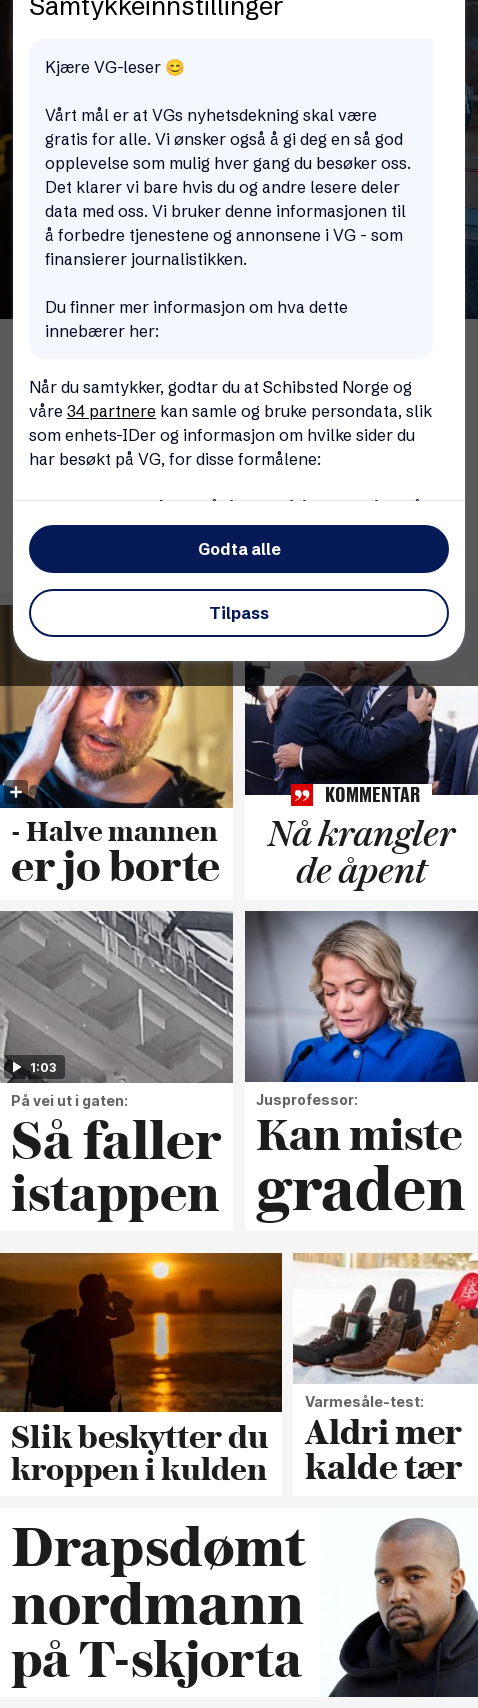 Samtykkeinnstillinger
Kjære VG-leser 😊
Vårt mål er at VGs nyhetsdekning skal være
gratis for alle. Vi ønsker også å gi deg en så god
opplevelse som mulig hver gang du besøker oss.
Det klarer vi bare hvis du og andre lesere deler
data med oss. Vi bruker denne informasjonen til
å forbedre tjenestene og annonsene i VG - som
finansierer journalistikken.
Du finner mer informasjon om hva dette
innebærer her:
Når du samtykker, godtar du at Schibsted Norge og
våre 34 partnere kan samle og bruke persondata, slik
som enhets-IDer og informasjon om hvilke sider du
har besøkt på VG, for disse formålene:
Godta alle
Tilpass
- Halve mannen
er jo borte
KOMMENTAR
Nå krangler
de åpent
1:03
På vei ut i gaten:
Så faller
istappen
Jusprofessor:
Kan miste
graden
Slik beskytter du
kroppen i kulden
Varmesåle-test:
Aldri mer
kalde tær
Drapsdømt
nordmann
på T-skjorta